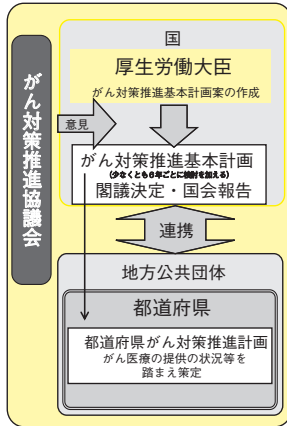 国
厚生労働大臣
がん対策推進基本計画案の作成
がん対策推進協議会
意見
がん対策推進基本計画
(少なくとも6年ごとに検討を加える)
閣議決定・国会報告
連携
地方公共団体
都道府県
都道府県がん対策推進計画
がん医療の提供の状況等を
踏まえ策定